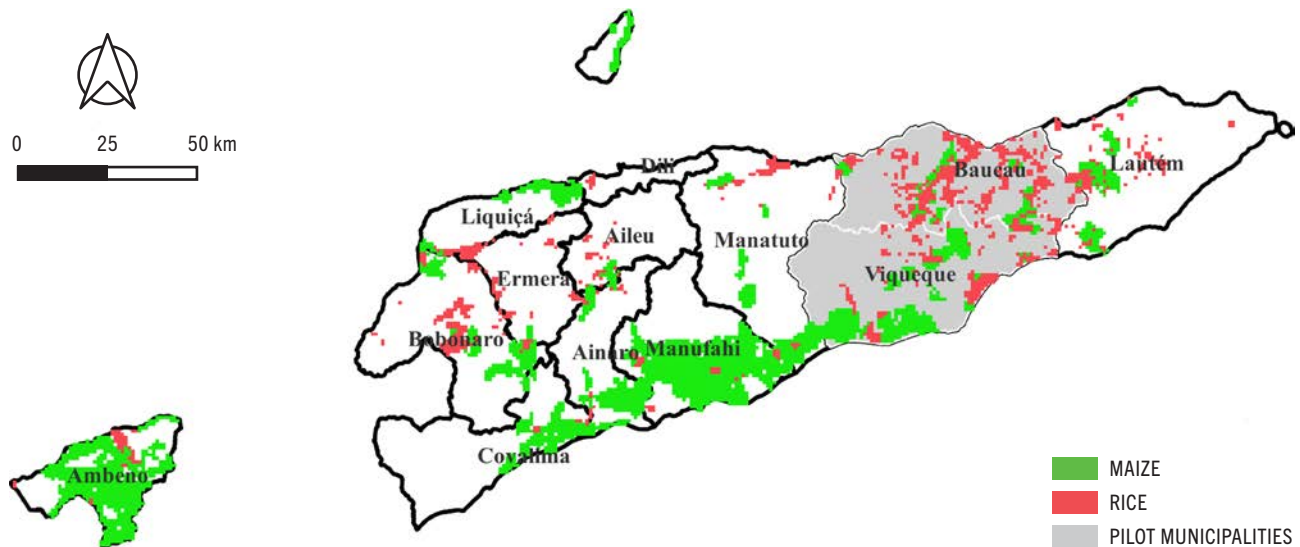 0 25 50 km
Dili
Baucau
Lautém
Liquiçá
Aileu
Manatuto
Ermera
Viqueque
Bobonaro
Ainaro
Manufahi
Covalima
Ambeno
MAIZE
RICE
PILOT MUNICIPALITIES